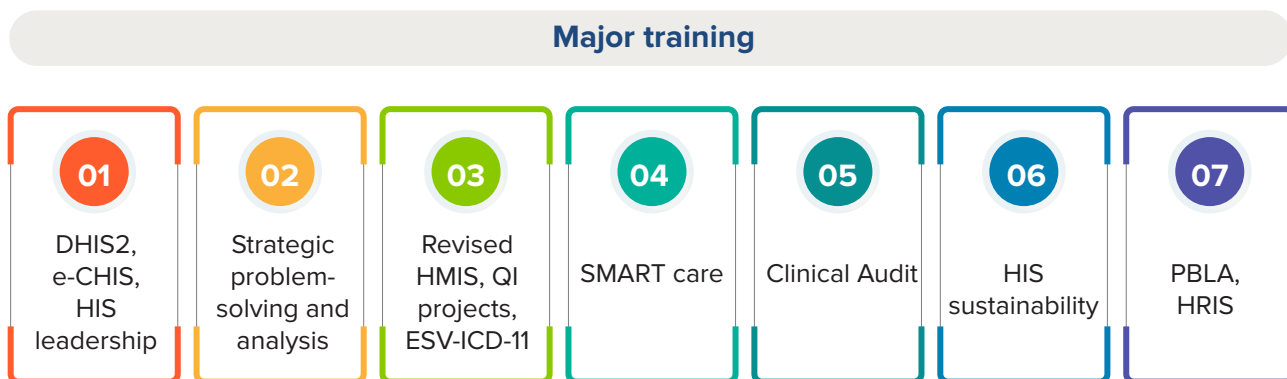 Major training
01
DHIS2,
e-CHIS,
HIS
leadership
02
Strategic
problem-
solving and
analysis
03
Revised
HMIS, QI
projects,
ESV-ICD-11
04
SMART care
05
Clinical Audit
06
HIS
sustainability
07
PBLA,
HRIS